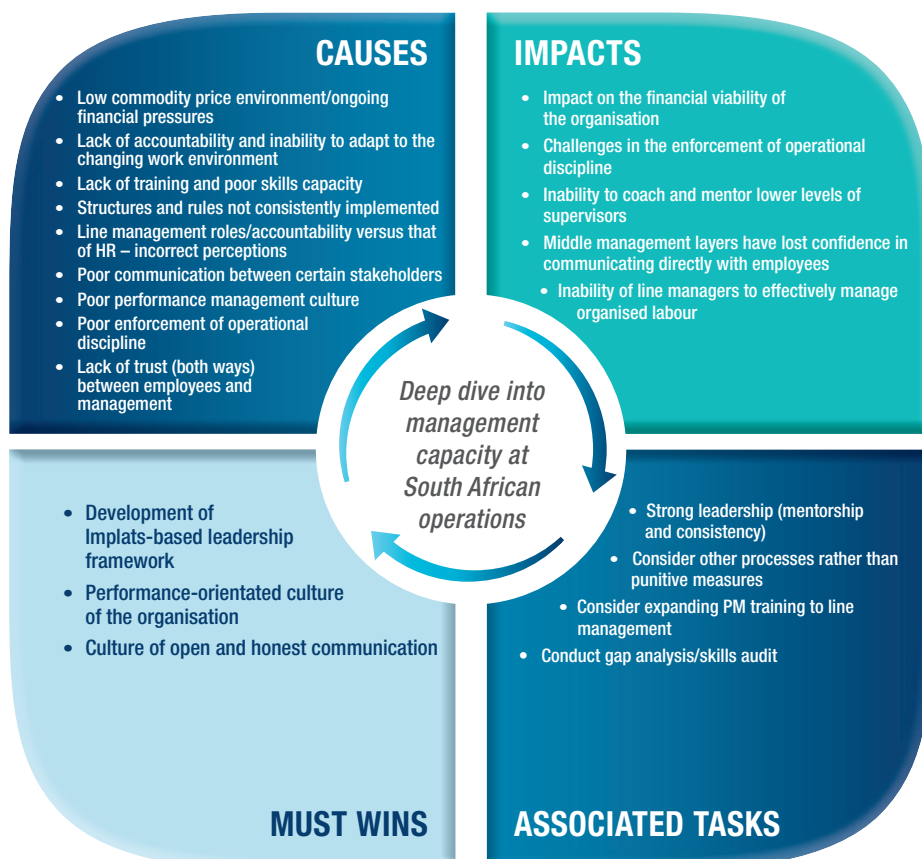 CAUSES
• Low commodity price environment/ongoing
financial pressures
• Lack of accountability and inability to adapt to the
changing work environment
• Lack of training and poor skills capacity
• Structures and rules not consistently implemented
• Line management roles/accountability versus that
of HR – incorrect perceptions
• Poor communication between certain stakeholders
• Poor performance management culture
• Poor enforcement of operational
discipline
• Lack of trust (both ways)
between employees and
management
IMPACTS
• Impact on the financial viability of
the organisation
• Challenges in the enforcement of operational
discipline
• Inability to coach and mentor lower levels of
supervisors
• Middle management layers have lost confidence in
communicating directly with employees
• Inability of line managers to effectively manage
organised labour
Deep dive into
management
capacity at
South African
operations
• Development of
Implats-based leadership
framework
• Performance-orientated culture
of the organisation
• Culture of open and honest communication
MUST WINS
• Strong leadership (mentorship
and consistency)
• Consider other processes rather than
punitive measures
• Consider expanding PM training to line
management
• Conduct gap analysis/skills audit
ASSOCIATED TASKS